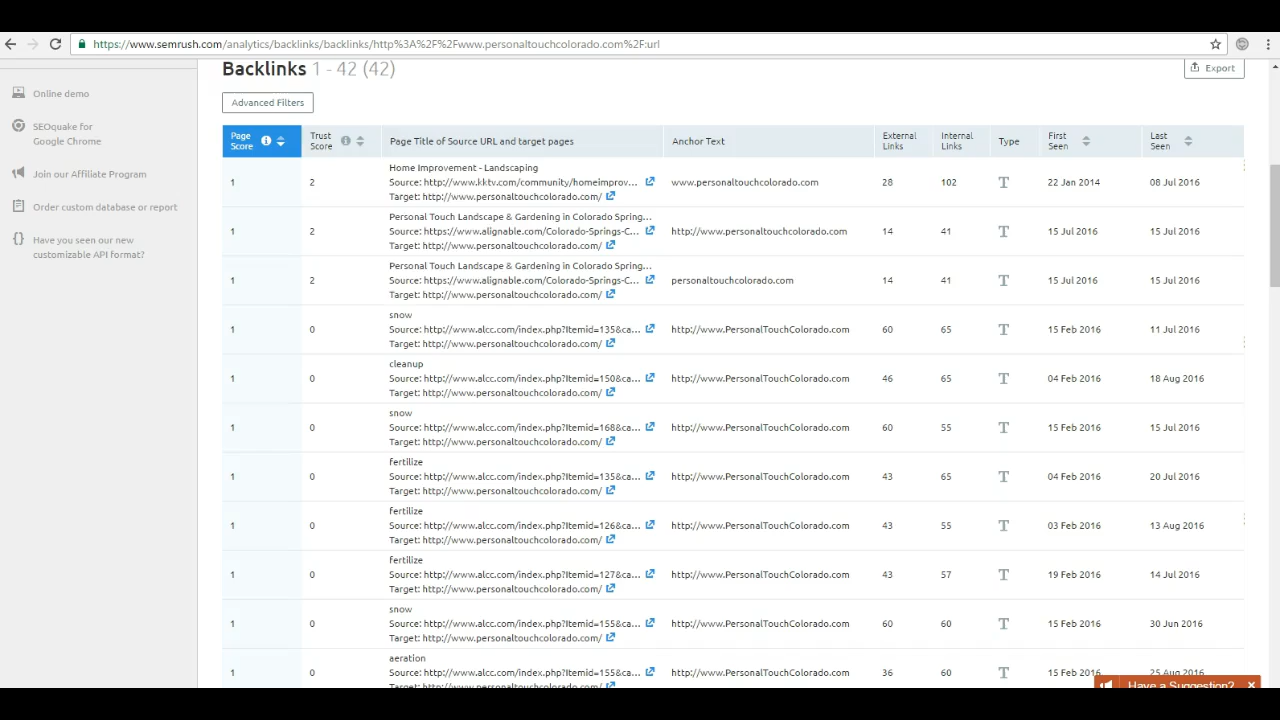 https://www.semrush.com/analytics/backlinks/backlinks/http%3A%2F%2Fwww.personaltouchcolorado.com%2F:url
Online demo
SEOquake for
Google Chrome
Join our Affiliate Program
Order custom database or report
Have you seen our new
customizable API format?
Backlinks 1 - 42 (42)
Export
Advanced Filters
Page Score Trust Score Page Title of Source URL and target pages Anchor Text External Links Internal Links Type First Seen Last Seen
Home Improvement - Landscaping
1 2 Source: http://www.kktv.com/community/homeimprov... www.personaltouchcolorado.com 28 102 T 22 Jan 2014 08 Jul 2016
Target: http://www.personaltouchcolorado.com/
Personal Touch Landscape & Gardening in Colorado Spring...
1 2 Source: https://www.alignable.com/Colorado-Springs-C... http://www.personaltouchcolorado.com 14 41 T 15 Jul 2016 15 Jul 2016
Target: http://www.personaltouchcolorado.com/
Personal Touch Landscape & Gardening in Colorado Spring...
1 2 Source: https://www.alignable.com/Colorado-Springs-C... personaltouchcolorado.com 14 41 T 15 Jul 2016 15 Jul 2016
Target: http://www.personaltouchcolorado.com/
snow
1 0 Source: http://www.alcc.com/index.php?Itemid=135&ca... http://www.PersonalTouchColorado.com 60 65 T 15 Feb 2016 11 Jul 2016
Target: http://www.personaltouchcolorado.com/
cleanup
1 0 Source: http://www.alcc.com/index.php?Itemid=150&ca... http://www.PersonalTouchColorado.com 46 65 T 04 Feb 2016 18 Aug 2016
Target: http://www.personaltouchcolorado.com/
snow
1 0 Source: http://www.alcc.com/index.php?Itemid=168&ca... http://www.PersonalTouchColorado.com 60 55 T 15 Feb 2016 15 Jul 2016
Target: http://www.personaltouchcolorado.com/
fertilize
1 0 Source: http://www.alcc.com/index.php?Itemid=135&ca... http://www.PersonalTouchColorado.com 43 65 T 04 Feb 2016 20 Jul 2016
Target: http://www.personaltouchcolorado.com/
fertilize
1 0 Source: http://www.alcc.com/index.php?Itemid=126&ca... http://www.PersonalTouchColorado.com 43 55 T 03 Feb 2016 13 Aug 2016
Target: http://www.personaltouchcolorado.com/
fertilize
1 0 Source: http://www.alcc.com/index.php?Itemid=127&ca... http://www.PersonalTouchColorado.com 43 57 T 19 Feb 2016 14 Jul 2016
Target: http://www.personaltouchcolorado.com/
snow
1 0 Source: http://www.alcc.com/index.php?Itemid=155&ca... http://www.PersonalTouchColorado.com 60 60 T 15 Feb 2016 30 Jun 2016
Target: http://www.personaltouchcolorado.com/
aeration
1 0 Source: http://www.alcc.com/index.php?Itemid=155&ca... http://www.PersonalTouchColorado.com 36 60 T 15 Feb 2016 25 Aug 2016
Target: http://www.personaltouchcolorado.com/
Have a Suggestion?